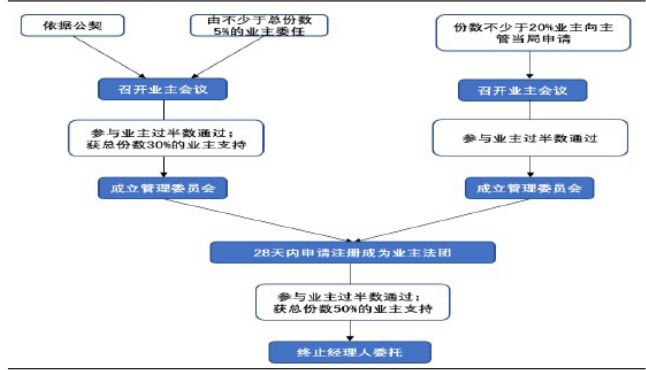 依据公契
由不少于总份数
5%的业主委任
份数不少于20%业主向主
管当局申请
召开业主会议
召开业主会议
参与业主过半数通过；
获总份数30%的业主支持
参与业主过半数通过
成立管理委员会
成立管理委员会
28天内申请注册成为业主法团
参与业主过半数通过；
获总份数50%的业主支持
终止经理人委托